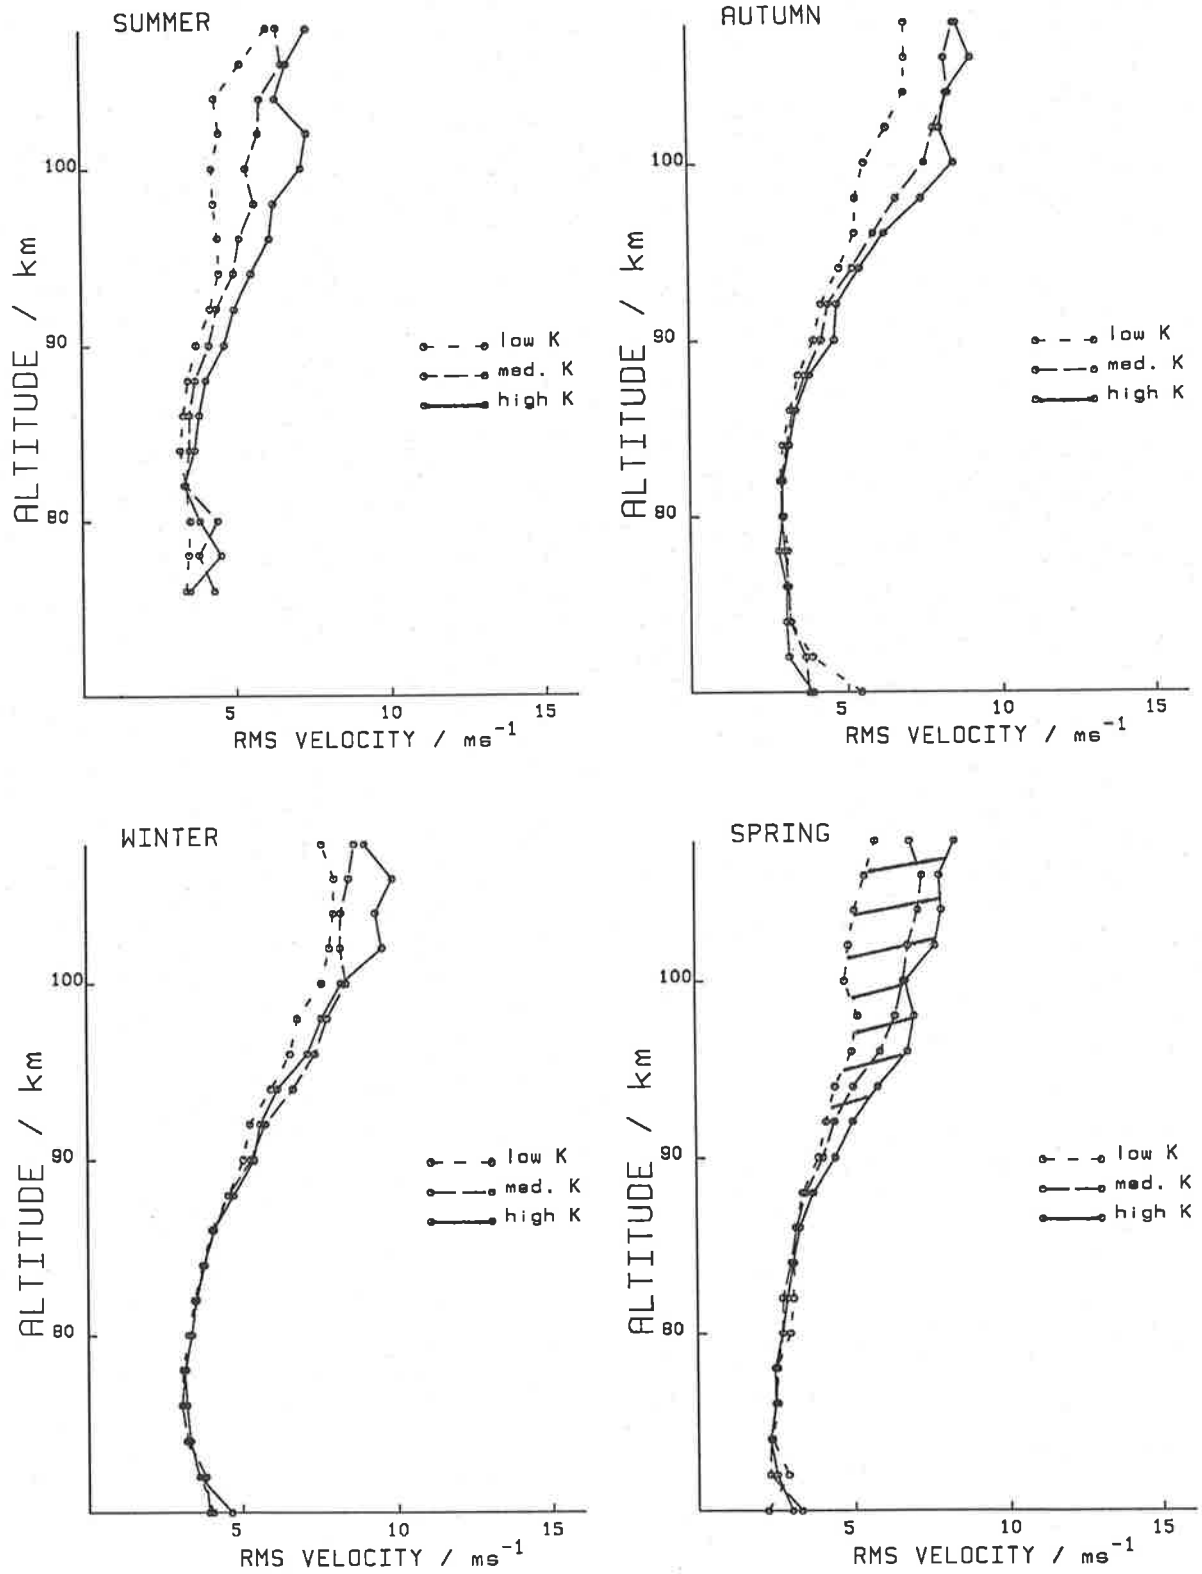 SUMMER
100
90
80
ALTITUDE / km
low K
med. K
high K
5
10
15
RMS VELOCITY / ms⁻¹
AUTUMN
100
90
80
ALTITUDE / km
low K
med. K
high K
5
10
15
RMS VELOCITY / ms⁻¹
WINTER
100
90
80
ALTITUDE / km
low K
med. K
high K
5
10
15
RMS VELOCITY / ms⁻¹
SPRING
100
90
80
ALTITUDE / km
low K
med. K
high K
5
10
15
RMS VELOCITY / ms⁻¹